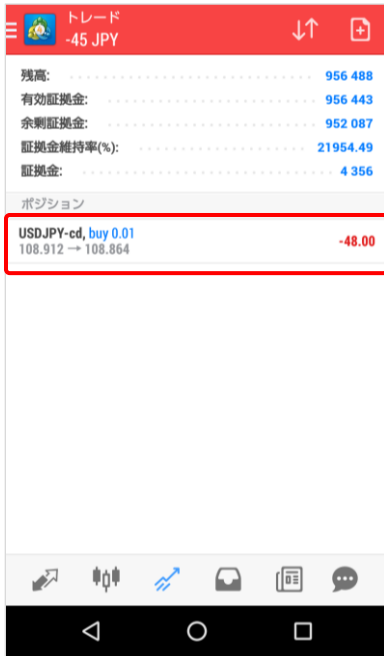 トレード
-45 JPY
残高: 956 488
有効証拠金: 956 443
余剰証拠金: 952 087
証拠金維持率(%): 21954.49
証拠金: 4 356
ポジション
USDJPY-cd, buy 0.01
108.912 → 108.864 -48.00